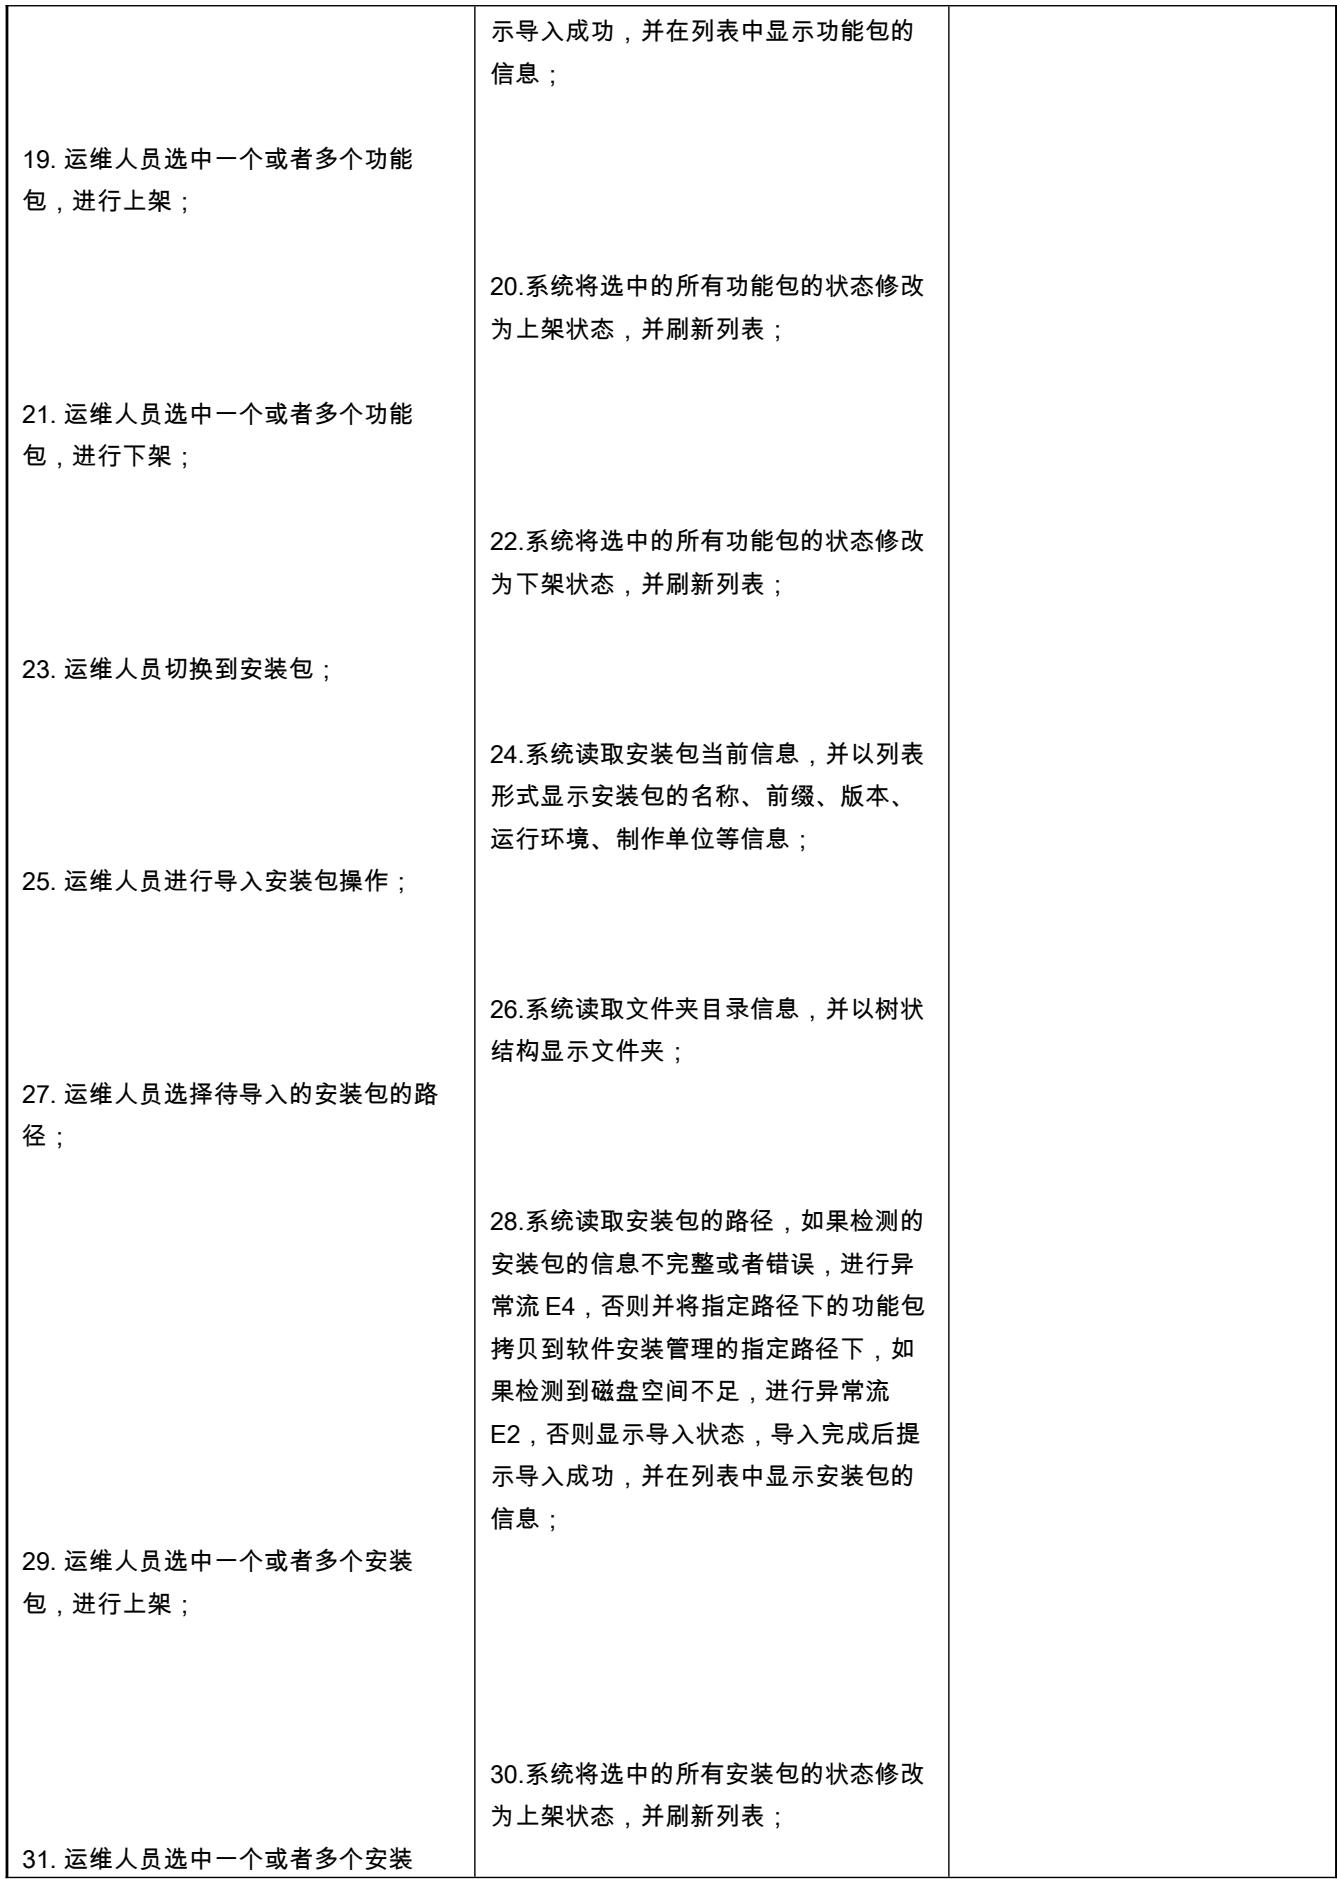 示导入成功，并在列表中显示功能包的
信息；
19. 运维人员选中一个或者多个功能
包，进行上架；
20.系统将选中的所有功能包的状态修改
为上架状态，并刷新列表；
21. 运维人员选中一个或者多个功能
包，进行下架；
22.系统将选中的所有功能包的状态修改
为下架状态，并刷新列表；
23. 运维人员切换到安装包；
24.系统读取安装包当前信息，并以列表
形式显示安装包的名称、前缀、版本、
运行环境、制作单位等信息；
25. 运维人员进行导入安装包操作；
26.系统读取文件夹目录信息，并以树状
结构显示文件夹；
27. 运维人员选择待导入的安装包的路
径；
28.系统读取安装包的路径，如果检测的
安装包的信息不完整或者错误，进行异
常流 E4，否则并将指定路径下的功能包
拷贝到软件安装管理的指定路径下，如
果检测到磁盘空间不足，进行异常流
E2，否则显示导入状态，导入完成后提
示导入成功，并在列表中显示安装包的
信息；
29. 运维人员选中一个或者多个安装
包，进行上架；
30.系统将选中的所有安装包的状态修改
为上架状态，并刷新列表；
31. 运维人员选中一个或者多个安装